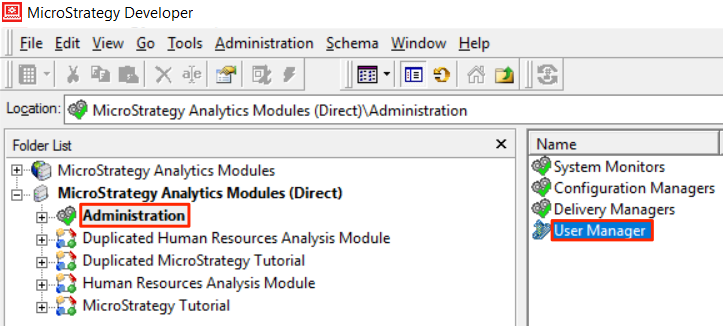 MicroStrategy Developer
File Edit View Go Tools Administration Schema Window Help
Location: MicroStrategy Analytics Modules (Direct)\Administration
Folder List
MicroStrategy Analytics Modules
MicroStrategy Analytics Modules (Direct)
Administration
Duplicated Human Resources Analysis Module
Duplicated MicroStrategy Tutorial
Human Resources Analysis Module
MicroStrategy Tutorial
Name
System Monitors
Configuration Managers
Delivery Managers
User Manager